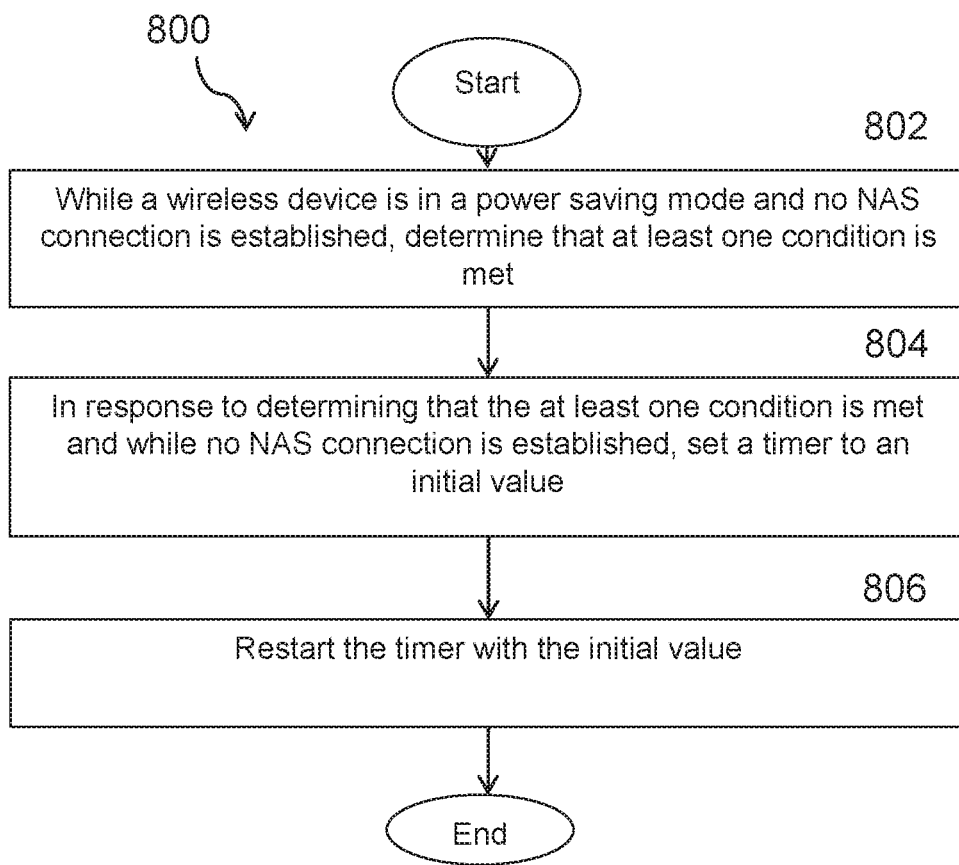 800
Start
802
While a wireless device is in a power saving mode and no NAS
connection is established, determine that at least one condition is
met
804
In response to determining that the at least one condition is met
and while no NAS connection is established, set a timer to an
initial value
806
Restart the timer with the initial value
End